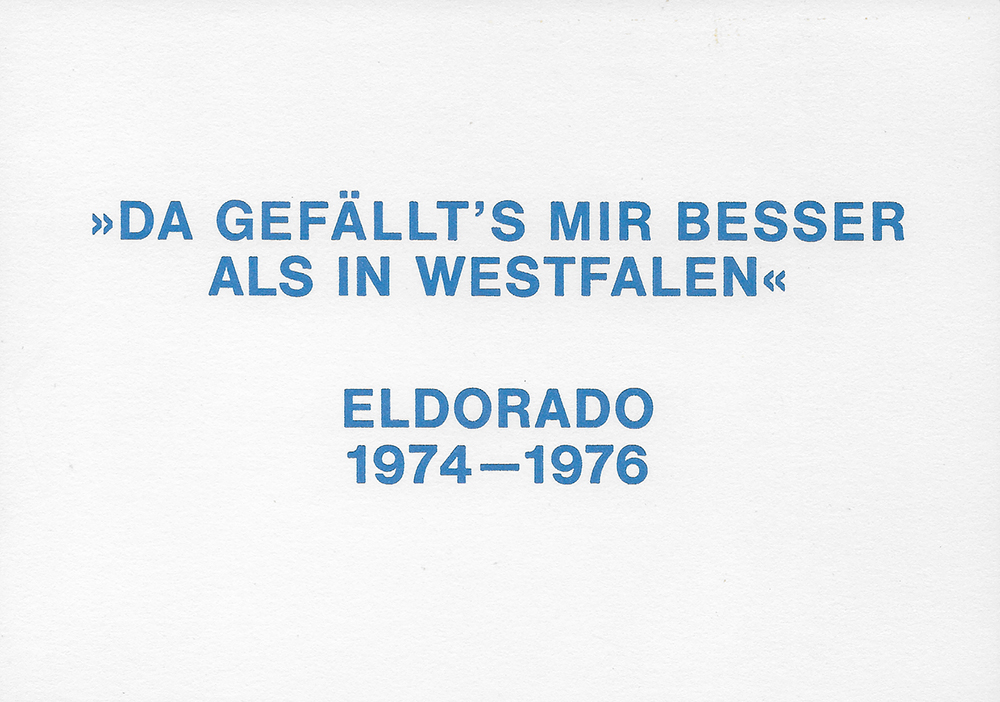 »DA GEFÄLLT’S MIR BESSER
ALS IN WESTFALEN«
ELDORADO
1974—1976